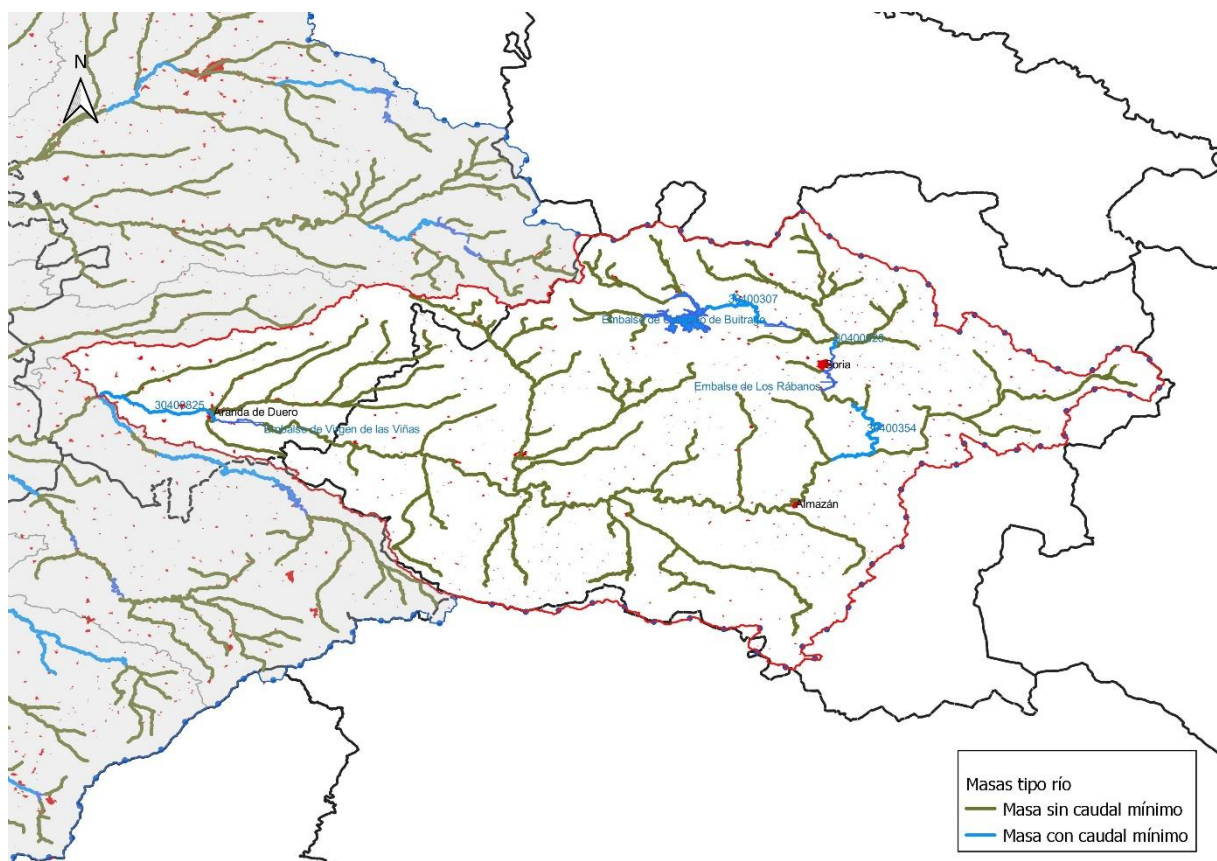 N
30400307
Embalse de
de Buitrago
Soria
Embalse de Los Rábanos
30400825
Aranda de Duero
Embalse de Virgen de las Viñas
30400354
Almazán
Masas tipo río
Masa sin caudal mínimo
Masa con caudal mínimo